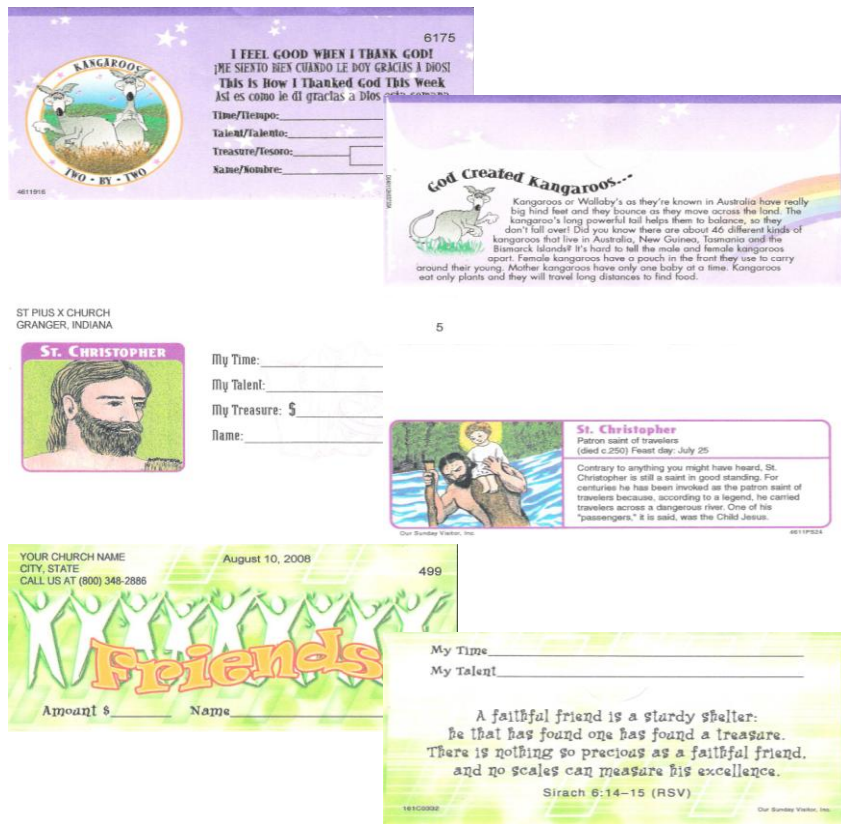 6175
KANGAROOS
TWO • BY • TWO
4611916
I FEEL GOOD WHEN I THANK GOD!
¡ME SIENTO BIEN CUANDO LE DOY GRACIAS A DIOS!
This is How I Thanked God This Week
Asi es como le di gracias a Dios esta semana
Time/Tiempo:
Talent/Talento:
Treasure/Tesoro:
Name/Nombre:
God Created Kangaroos...
Kangaroos or Wallaby's as they're known in Australia have really
big hind feet and they bounce as they move across the land. The
kangaroo's long powerful tail helps them to balance, so they
don't fall over! Did you know there are about 46 different kinds of
kangaroos that live in Australia, New Guinea, Tasmania and the
Bismarck Islands? It's hard to tell the male and female kangaroos
apart. Female kangaroos have a pouch in the front they use to carry
around their young. Mother kangaroos have only one baby at a time. Kangaroos
eat only plants and they will travel long distances to find food.
ST PIUS X CHURCH
GRANGER, INDIANA
5
ST. CHRISTOPHER
My Time:
My Talent:
My Treasure: $
Name:
St. Christopher
Patron saint of travelers
(died c.250) Feast day: July 25
Contrary to anything you might have heard, St.
Christopher is still a saint in good standing. For
centuries he has been invoked as the patron saint of
travelers because, according to a legend, he carried
travelers across a dangerous river. One of his
"passengers," it is said, was the Child Jesus.
Our Sunday Visitor, Inc.
4611PS24
YOUR CHURCH NAME
CITY, STATE
CALL US AT (800) 348-2886
August 10, 2008
499
Friends
Amount $ Name
My Time
My Talent
A faithful friend is a sturdy shelter:
he that has found one has found a treasure.
There is nothing so precious as a faithful friend,
and no scales can measure his excellence.
Sirach 6:14–15 (RSV)
161C0332
Our Sunday Visitor, Inc.